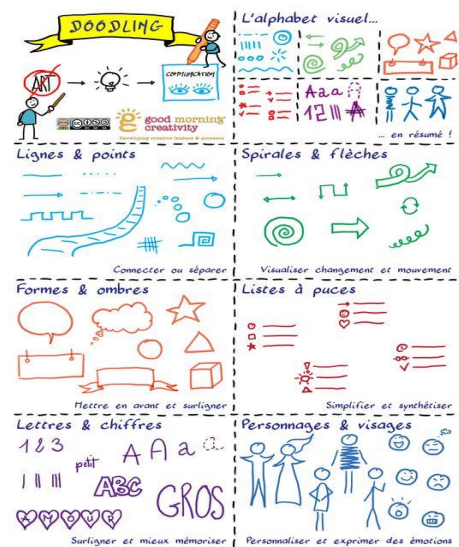 DOODLING
L'alphabet visuel...
ART
COMMUNICATION
good morning
creativity
Developing creative leaders & pioneers
Aaa
12
... en résumé !
Lignes & points
Connecter ou séparer
Spirales & flèches
Visualiser changement et mouvement
Formes & ombres
Mettre en avant et surligner
Listes à puces
Simplifier et synthétiser
Lettres & chiffres
1 2 3
petit
A A a
ABC
GROS
AMOUR
Surligner et mieux mémoriser
Personnages & visages
Personnaliser et exprimer des émotions